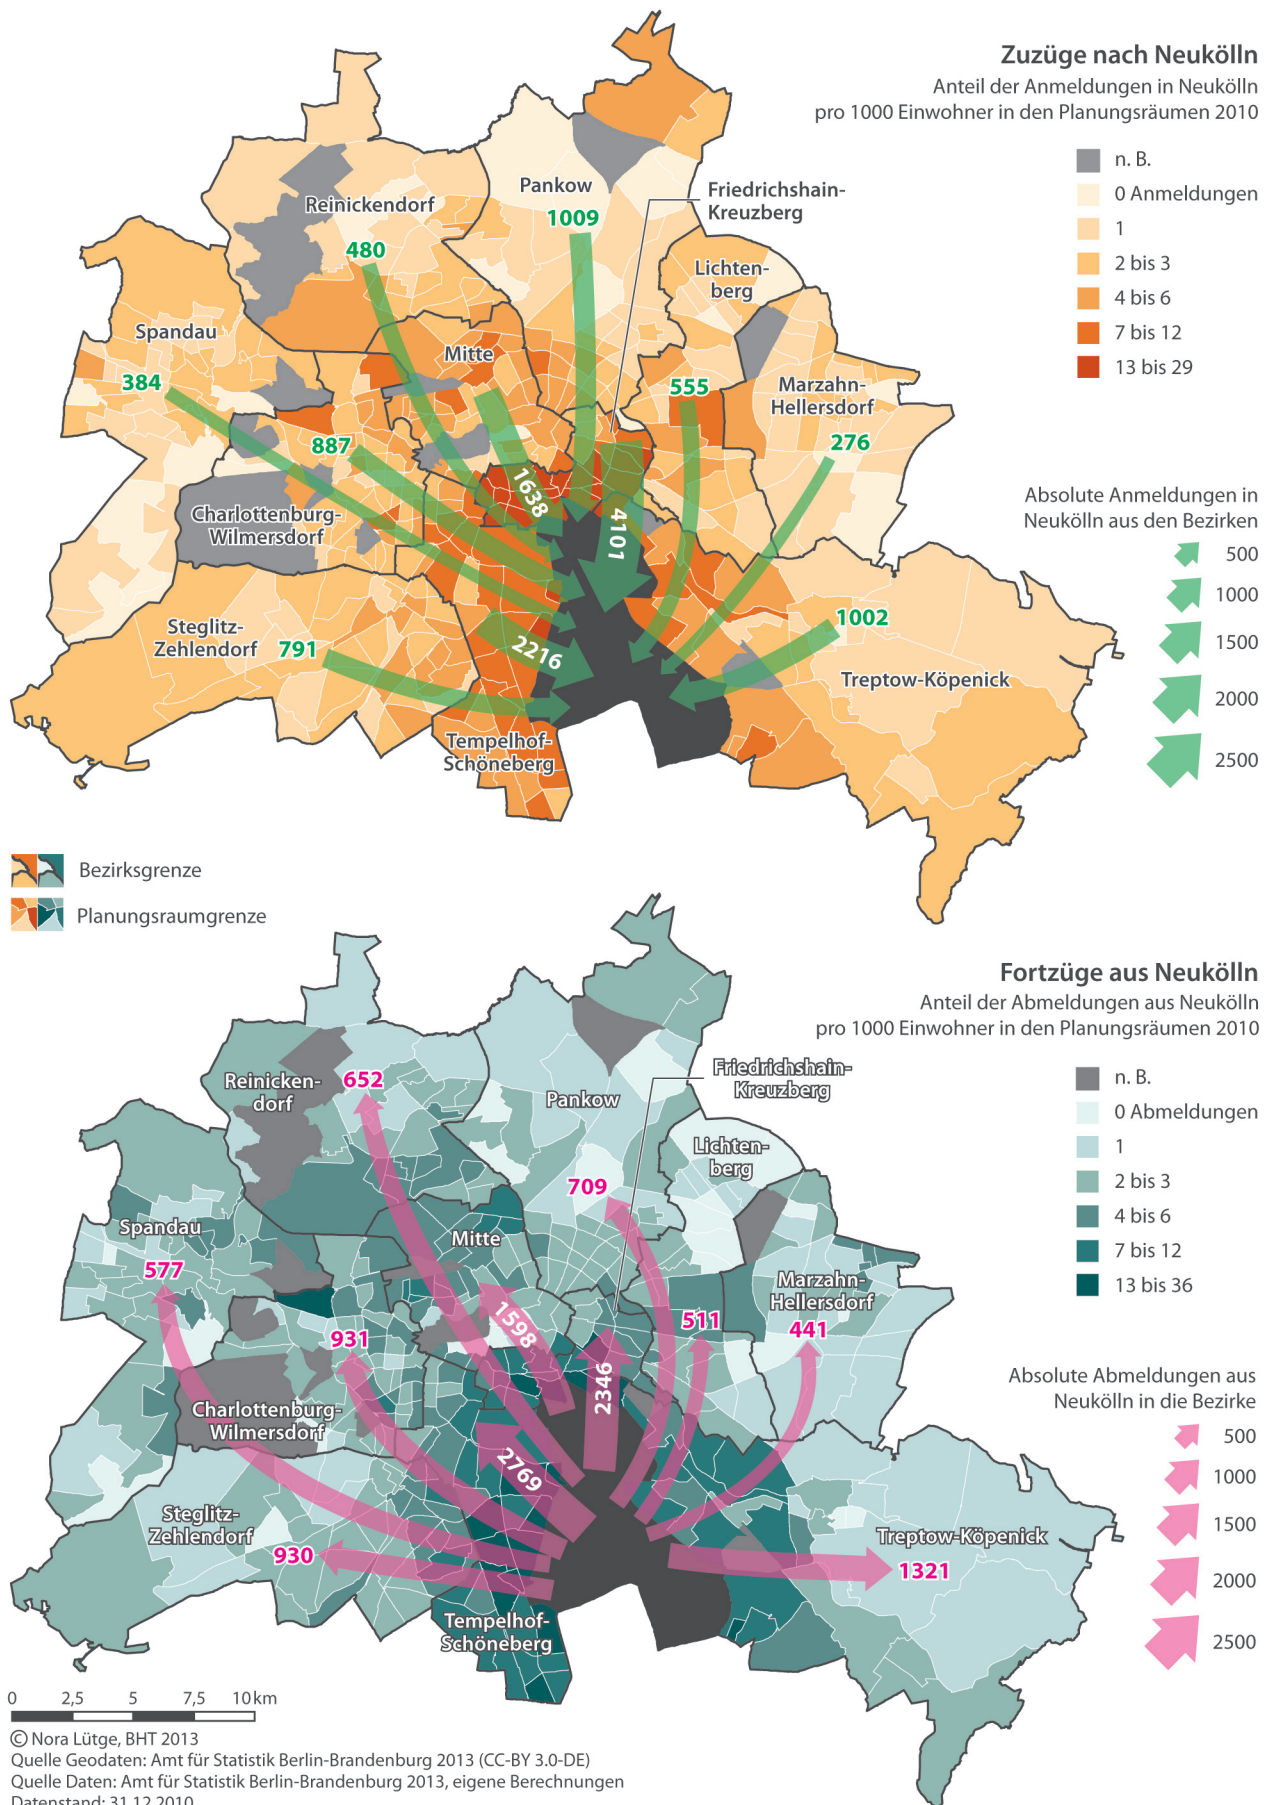 Zuzüge nach Neukölln
Anteil der Anmeldungen in Neukölln
pro 1000 Einwohner in den Planungsräumen 2010
n. B.
0 Anmeldungen
1
2 bis 3
4 bis 6
7 bis 12
13 bis 29
Pankow
1009
Friedrichshain-
Kreuzberg
Reinickendorf
480
Lichten-
berg
Spandau
384
Mitte
555
Marzahn-
Hellersdorf
276
887
1638
4101
Charlottenburg-
Wilmersdorf
Absolute Anmeldungen in
Neukölln aus den Bezirken
500
1000
1500
2000
2500
Steglitz-
Zehlendorf
791
2216
1002
Treptow-Köpenick
Tempelhof-
Schöneberg
Bezirksgrenze
Planungsraumgrenze
Fortzüge aus Neukölln
Anteil der Abmeldungen aus Neukölln
pro 1000 Einwohner in den Planungsräumen 2010
n. B.
0 Abmeldungen
1
2 bis 3
4 bis 6
7 bis 12
13 bis 36
Friedrichshain-
Kreuzberg
Reinicken-
dorf
652
Pankow
Lichten-
berg
709
Spandau
577
Mitte
Marzahn-
Hellersdorf
441
511
931
1598
2346
Charlottenburg-
Wilmersdorf
Absolute Abmeldungen aus
Neukölln in die Bezirke
500
1000
1500
2000
2500
2769
Steglitz-
Zehlendorf
930
Treptow-Köpenick
1321
Tempelhof-
Schöneberg
0 2,5 5 7,5 10 km
© Nora Lütge, BHT 2013
Quelle Geodaten: Amt für Statistik Berlin-Brandenburg 2013 (CC-BY 3.0-DE)
Quelle Daten: Amt für Statistik Berlin-Brandenburg 2013, eigene Berechnungen
Datenstand: 31.12.2010